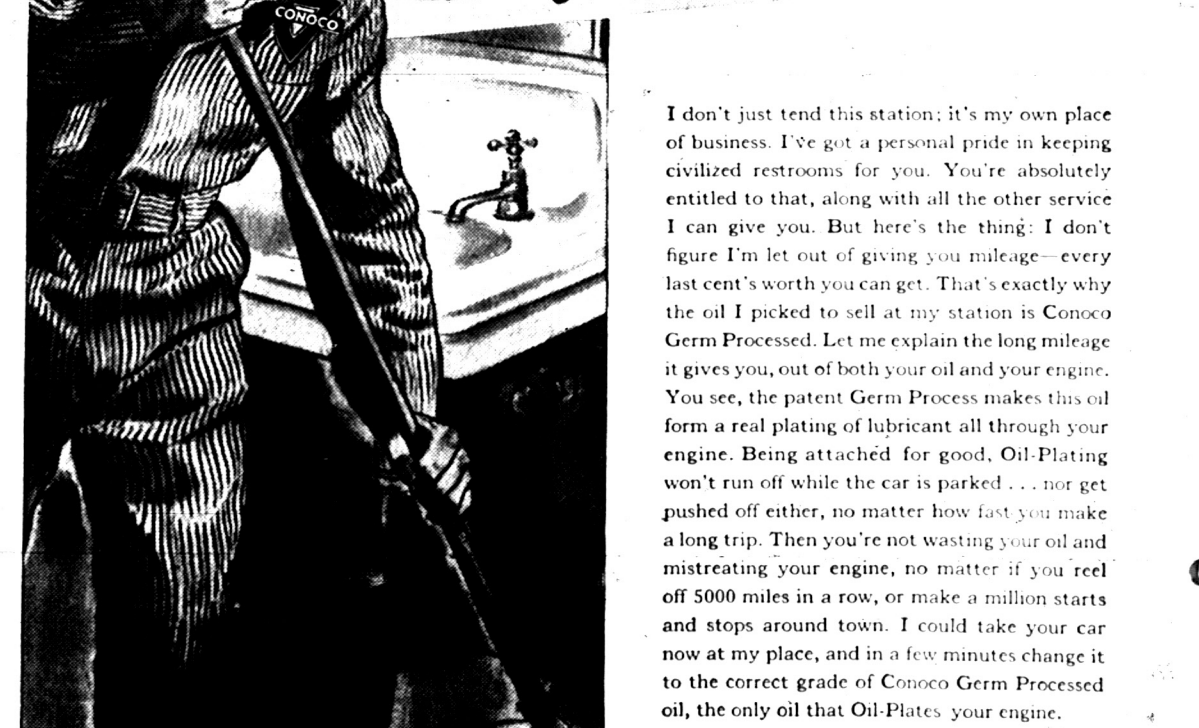 CONOCO
I don't just tend this station; it's my own place
of business. I've got a personal pride in keeping
civilized restrooms for you. You're absolutely
entitled to that, along with all the other service
I can give you. But here's the thing: I don't
figure I'm let out of giving you mileage—every
last cent's worth you can get. That's exactly why
the oil I picked to sell at my station is Conoco
Germ Processed. Let me explain the long mileage
it gives you, out of both your oil and your engine.
You see, the patent Germ Process makes this oil
form a real plating of lubricant all through your
engine. Being attached for good, Oil-Plating
won't run off while the car is parked . . . nor get
pushed off either, no matter how fast you make
a long trip. Then you're not wasting your oil and
mistreating your engine, no matter if you reel
off 5000 miles in a row, or make a million starts
and stops around town. I could take your car
now at my place, and in a few minutes change it
to the correct grade of Conoco Germ Processed
oil, the only oil that Oil-Plates your engine.